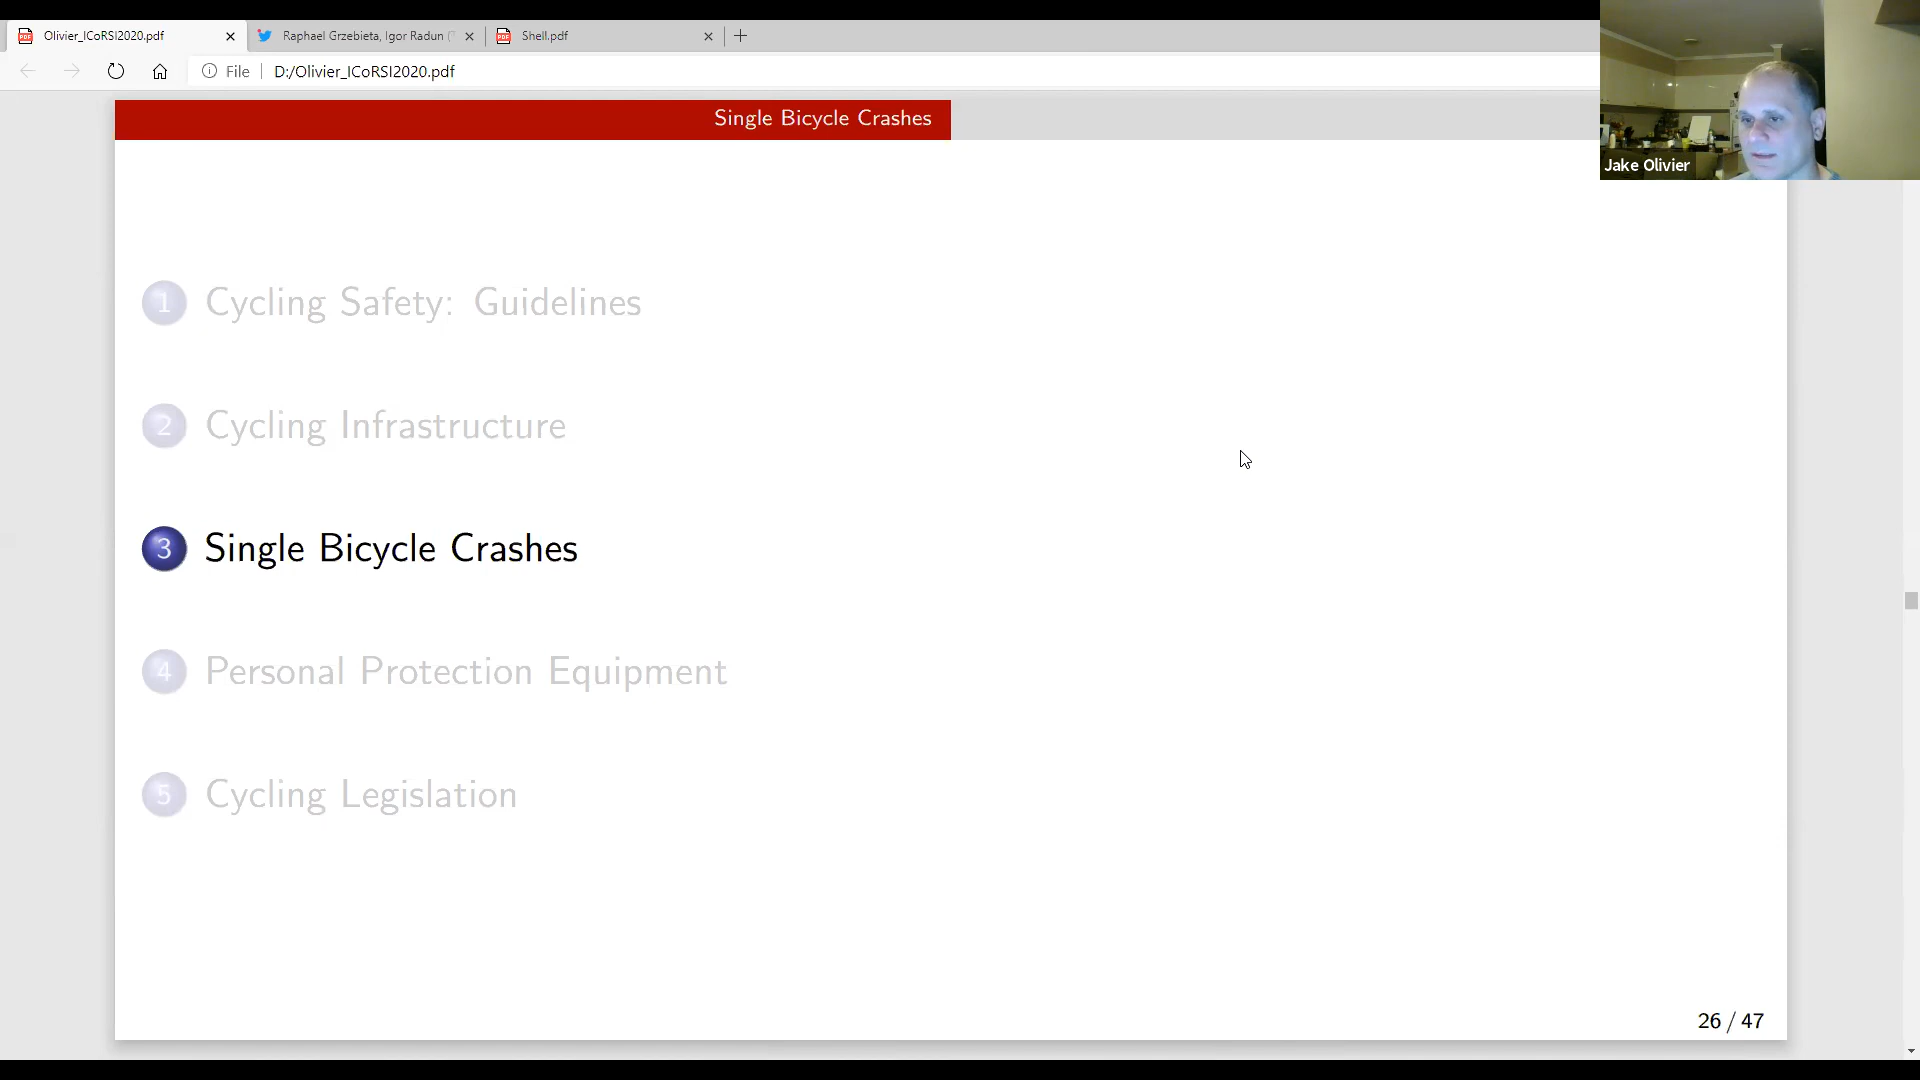 Olivier_ICoRSI2020.pdf
Raphael Grzebieta, Igor Radun (
Shell.pdf
File
D:/Olivier_ICoRSI2020.pdf
Jake Olivier
Single Bicycle Crashes
1 Cycling Safety: Guidelines
2 Cycling Infrastructure
3 Single Bicycle Crashes
4 Personal Protection Equipment
5 Cycling Legislation
26 / 47